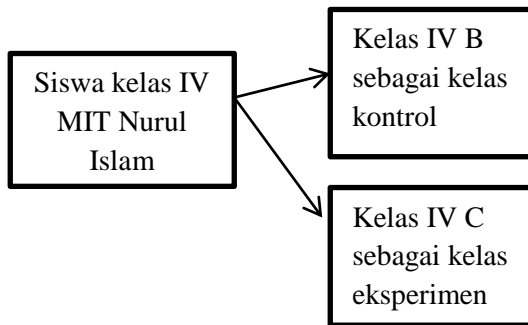 Siswa kelas IV
MIT Nurul
Islam
Kelas IV B
sebagai kelas
kontrol
Kelas IV C
sebagai kelas
eksperimen